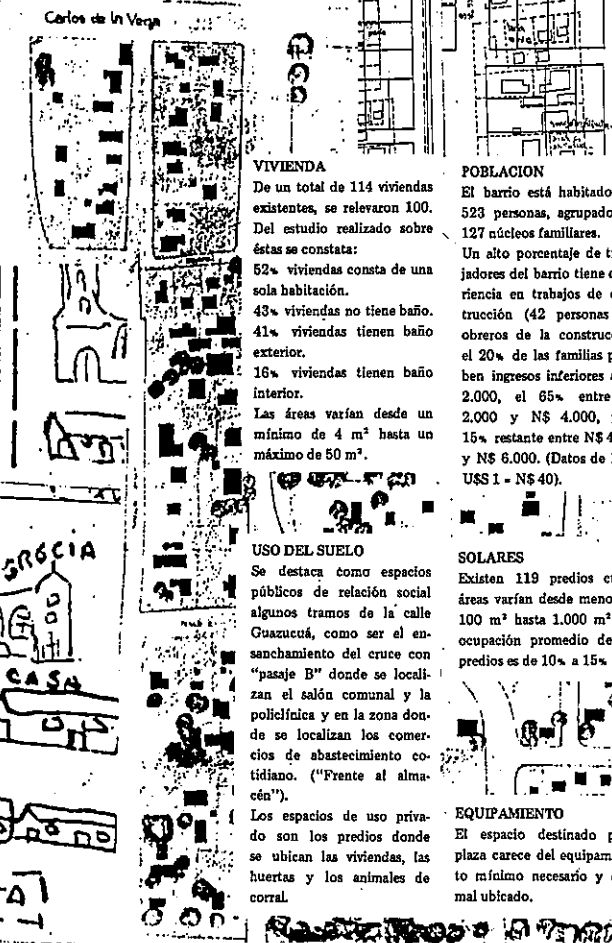 Carlos de la Vega
VIVIENDA
De un total de 114 viviendas
existentes, se relevaron 100.
Del estudio realizado sobre
éstas se constata:
52% viviendas consta de una
sola habitación.
43% viviendas no tiene baño.
41% viviendas tienen baño
exterior.
16% viviendas tienen baño
interior.
Las áreas varían desde un
mínimo de 4 m² hasta un
máximo de 50 m².
USO DEL SUELO
Se destaca como espacios
públicos de relación social
algunos tramos de la calle
Guazucuá, como ser el en-
sanchamiento del cruce con
“pasaje B” donde se locali-
zan el salón comunal y la
policlínica y en la zona don-
de se localizan los comer-
cios de abastecimiento co-
tidiano. (“Frente al alma-
cén”).
Los espacios de uso priva-
do son los predios donde
se ubican las viviendas, las
huertas y los animales de
corral.
POBLACION
El barrio está habitado
523 personas, agrupado
127 núcleos familiares.
Un alto porcentaje de t
jadores del barrio tiene
riencia en trabajos de
trucción (42 personas
obreros de la construc
el 20% de las familias p
ben ingresos inferiores
2.000, el 65% entre
2.000 y N$ 4.000,
15% restante entre N$ 4
y N$ 6.000. (Datos de
U$S 1 = N$ 40).
SOLARES
Existen 119 predios c
áreas varían desde meno
100 m² hasta 1.000 m²
ocupación promedio de
predios es de 10% a 15%
EQUIPAMIENTO
El espacio destinado p
plaza carece del equipam
to mínimo necesario y
mal ubicado.
CASA